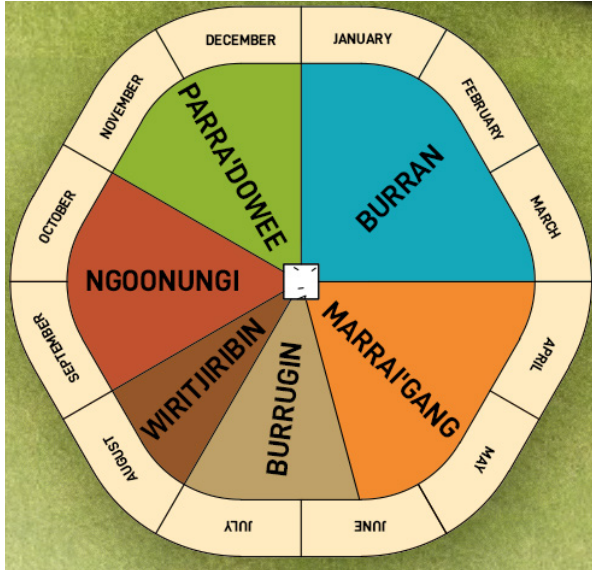 JANUARY
FEBRUARY
MARCH
APRIL
MAY
JUNE
JULY
AUGUST
SEPTEMBER
OCTOBER
NOVEMBER
DECEMBER
BURRAN
MARRAI'GANG
BURRUGIN
WIRITJIRIBIN
NGOONUNGI
PARRA'DOWEE